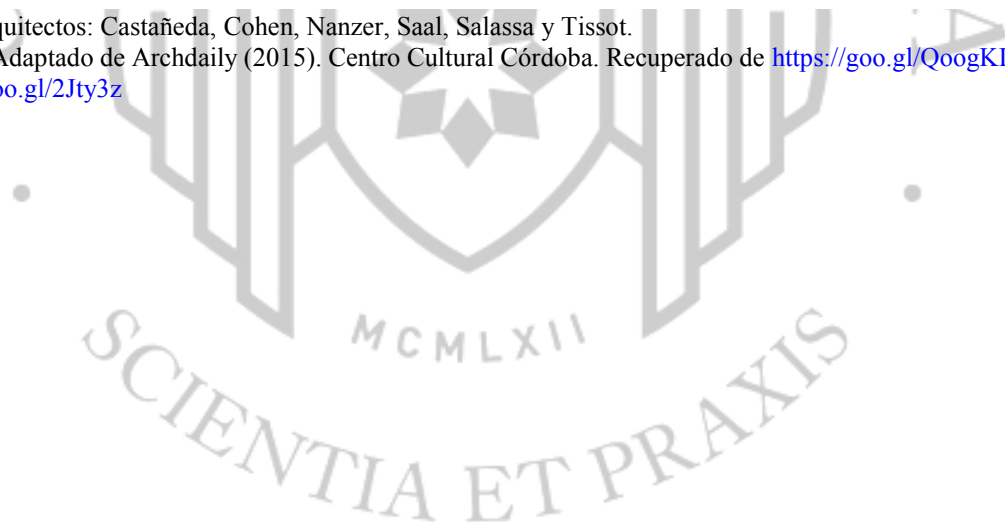 quitectos: Castañeda, Cohen, Nanzer, Saal, Salassa y Tissot.
Adaptado de Archdaily (2015). Centro Cultural Córdoba. Recuperado de https://goo.gl/QoogKI
oo.gl/2Jty3z
A
MCMLXII
SCIENTIA ET PRAXIS